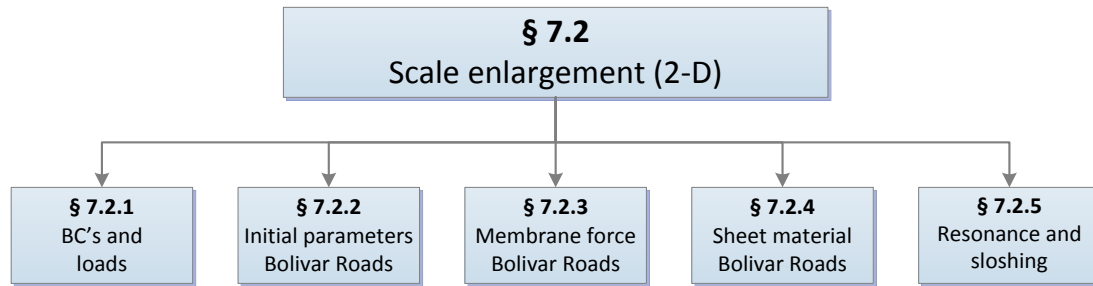 § 7.2
Scale enlargement (2-D)
§ 7.2.1
BC's and
loads
§ 7.2.2
Initial parameters
Bolivar Roads
§ 7.2.3
Membrane force
Bolivar Roads
§ 7.2.4
Sheet material
Bolivar Roads
§ 7.2.5
Resonance and
sloshing